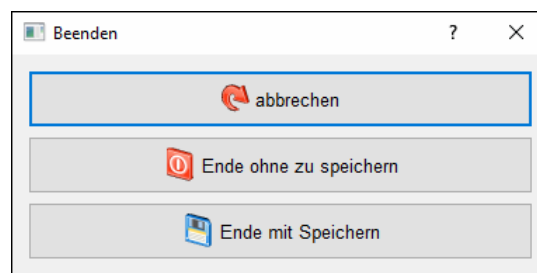 Beenden ?
abbrechen
Ende ohne zu speichern
Ende mit Speichern